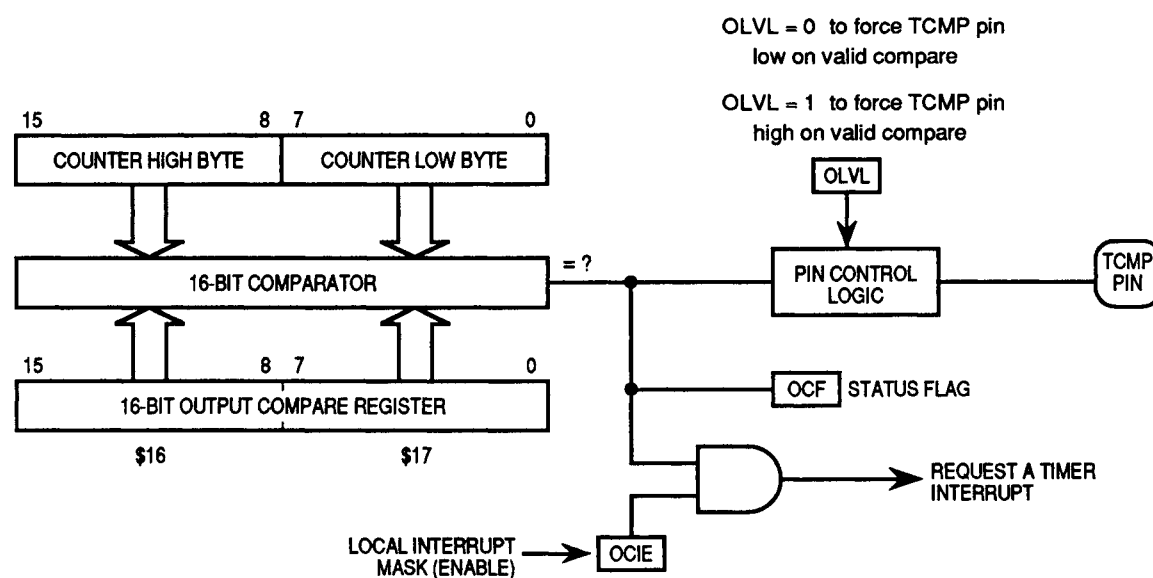 OLVL = 0 to force TCMP pin
low on valid compare
OLVL = 1 to force TCMP pin
high on valid compare
15 8 7 0
COUNTER HIGH BYTE COUNTER LOW BYTE
OLVL
16-BIT COMPARATOR
= ?
PIN CONTROL
LOGIC
TCMP
PIN
15 8 7 0
16-BIT OUTPUT COMPARE REGISTER
$16 $17
OCF STATUS FLAG
REQUEST A TIMER
INTERRUPT
LOCAL INTERRUPT
MASK (ENABLE)
OCIE